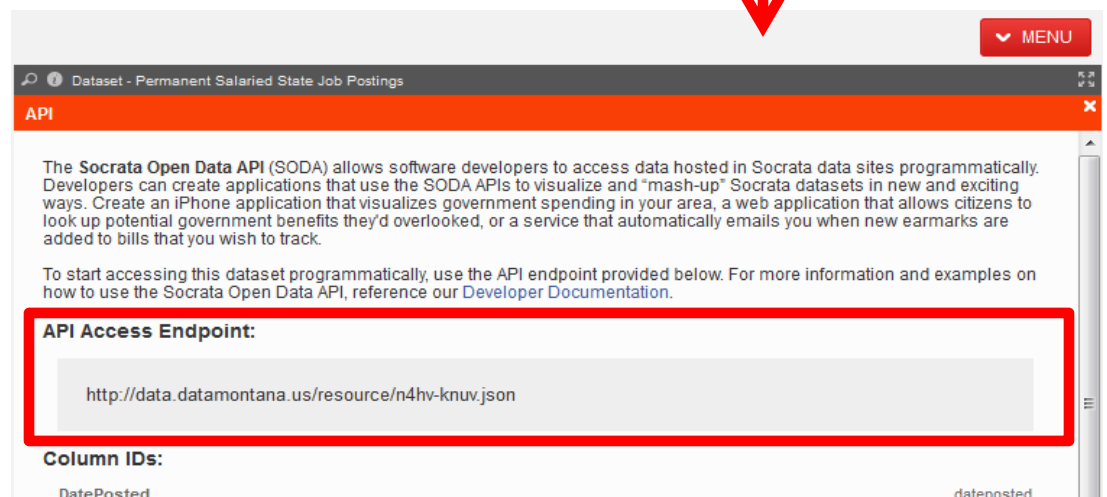 MENU
Dataset - Permanent Salaried State Job Postings
API
The Socrata Open Data API (SODA) allows software developers to access data hosted in Socrata data sites programmatically.
Developers can create applications that use the SODA APIs to visualize and “mash-up” Socrata datasets in new and exciting
ways. Create an iPhone application that visualizes government spending in your area, a web application that allows citizens to
look up potential government benefits they'd overlooked, or a service that automatically emails you when new earmarks are
added to bills that you wish to track.
To start accessing this dataset programmatically, use the API endpoint provided below. For more information and examples on
how to use the Socrata Open Data API, reference our Developer Documentation.
API Access Endpoint:
http://data.datamontana.us/resource/n4hv-knuv.json
Column IDs:
DatePosted dateposted